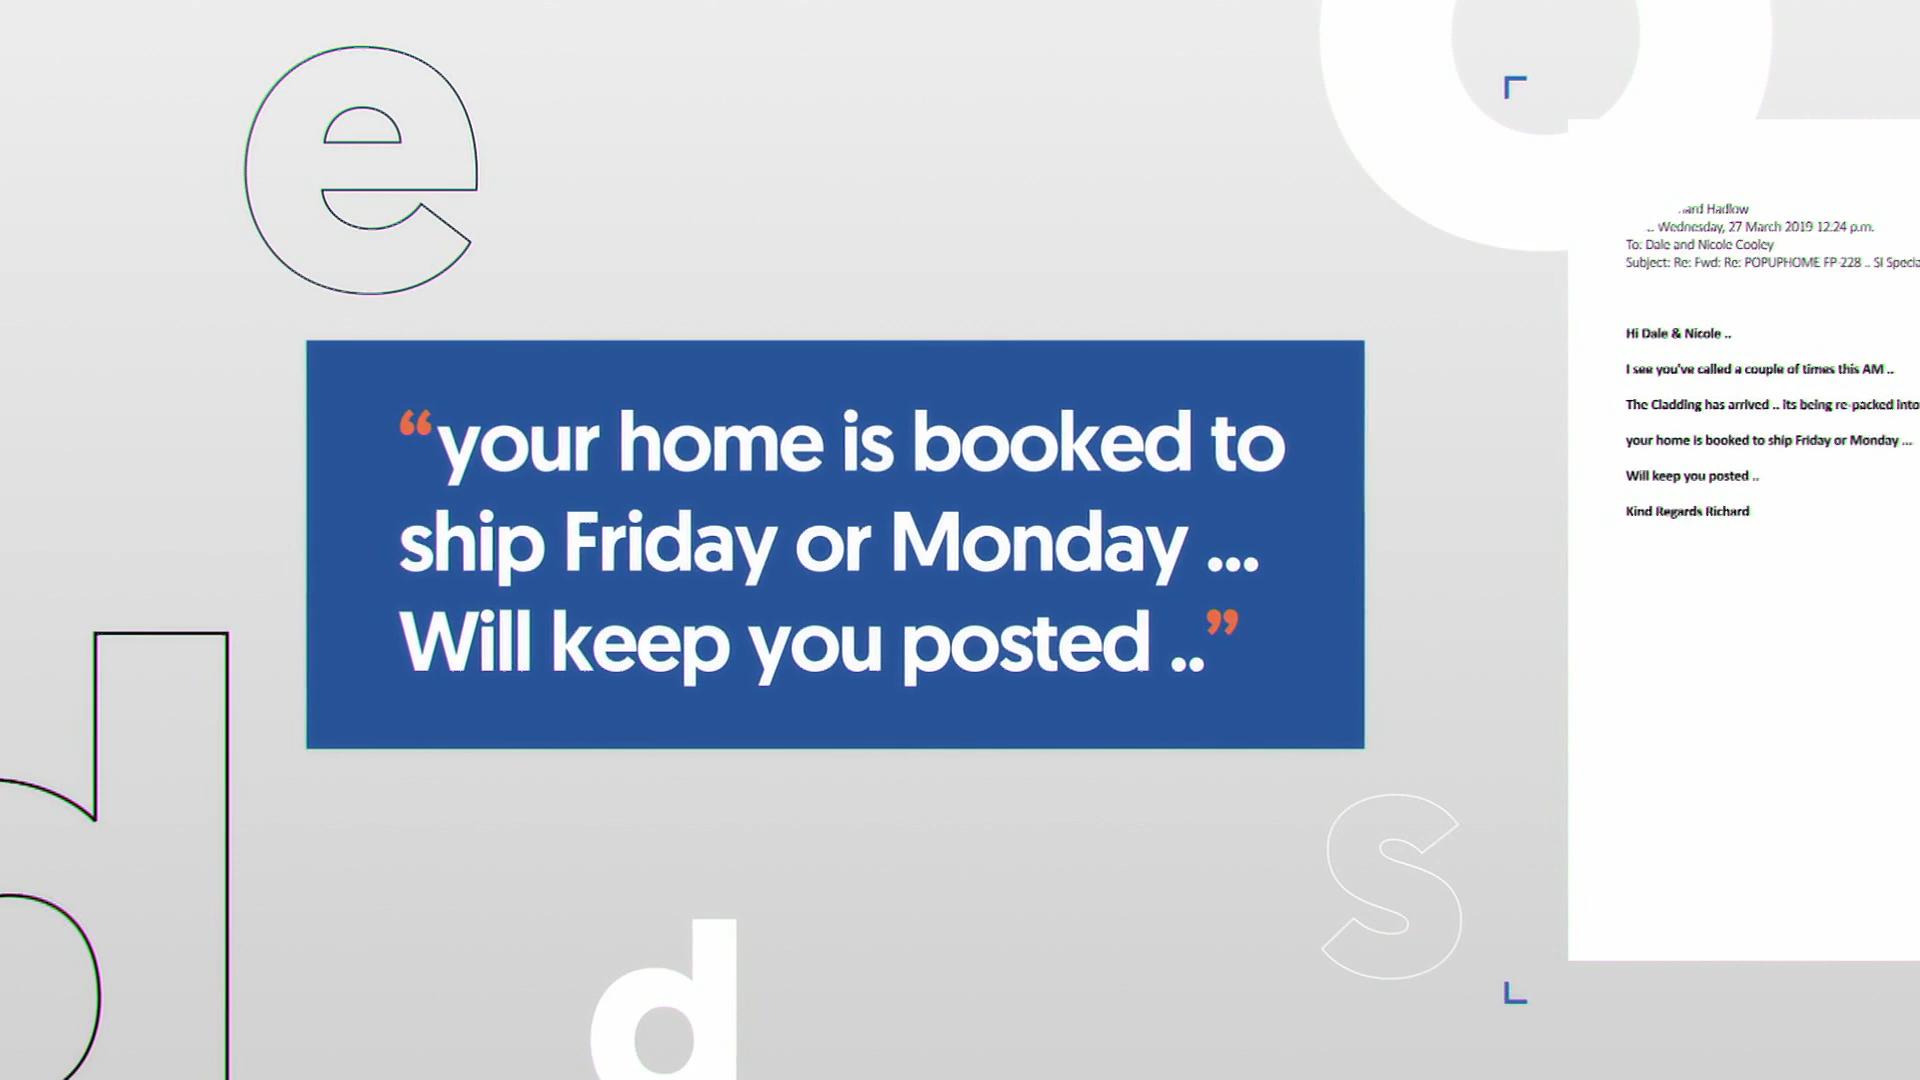 “your home is booked to
ship Friday or Monday ...
Will keep you posted ..”
Hadlow
Wednesday, 27 March 2019 12:24 p.m.
To: Dale and Nicole Cooley
Subject: Re: Fwd: Re: POPUPHOME FP-228 .. SI
Hi Dale & Nicole ..
I see you've called a couple of times this AM ..
The Cladding has arrived .. its being re-packed into
your home is booked to ship Friday or Monday ...
Will keep you posted ..
Kind Regards Richard
e
d
d
s